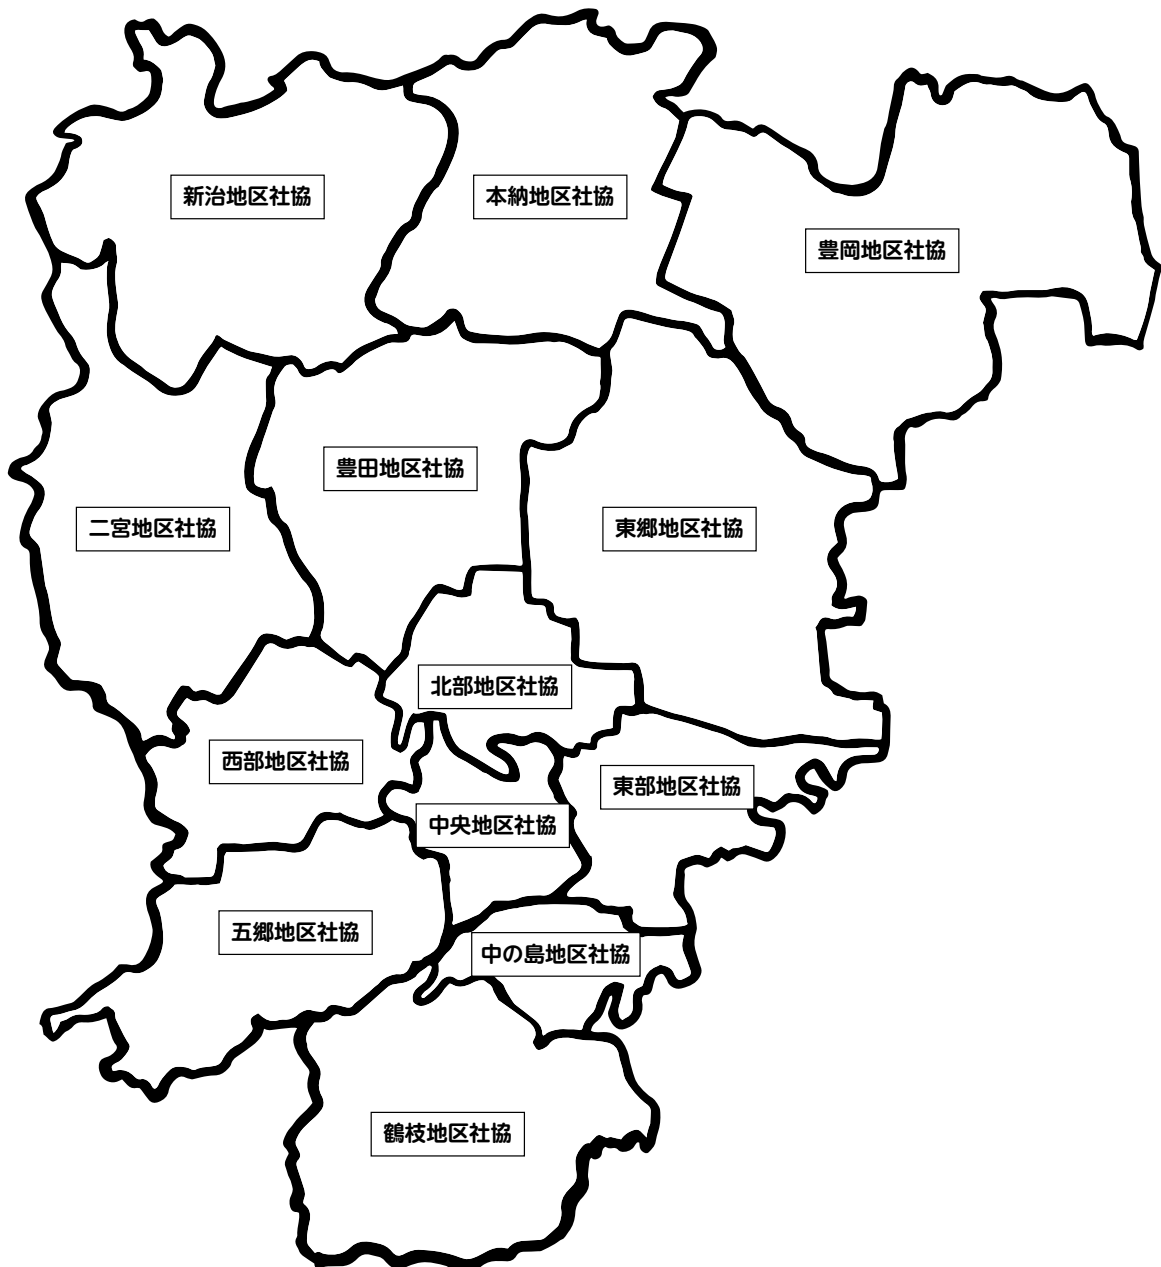 新治地区社協
本納地区社協
豊岡地区社協
豊田地区社協
二宮地区社協
東郷地区社協
北部地区社協
西部地区社協
東部地区社協
中央地区社協
五郷地区社協
中の島地区社協
鶴枝地区社協